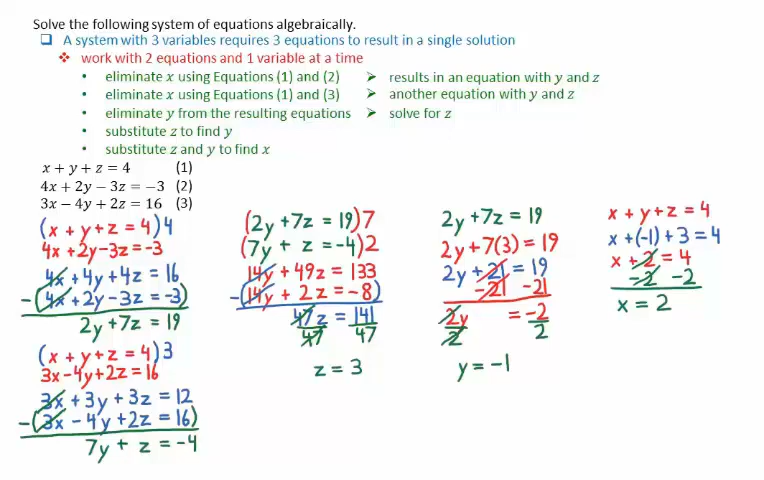 Solve the following system of equations algebraically.
A system with 3 variables requires 3 equations to result in a single solution
work with 2 equations and 1 variable at a time
• eliminate x using Equations (1) and (2) ➢ results in an equation with y and z
• eliminate x using Equations (1) and (3) ➢ another equation with y and z
• eliminate y from the resulting equations ➢ solve for z
• substitute z to find y
• substitute z and y to find x
x + y + z = 4 (1)
4x + 2y − 3z = −3 (2)
3x − 4y + 2z = 16 (3)
(x + y + z = 4)4
4x + 2y - 3z = -3
4x + 4y + 4z = 16
-(4x + 2y - 3z = -3)
2y + 7z = 19
(x + y + z = 4)3
3x - 4y + 2z = 16
3x + 3y + 3z = 12
-(3x - 4y + 2z = 16)
7y + z = -4
(2y + 7z = 19)7
(7y + z = -4)2
14y + 49z = 133
-(14y + 2z = -8)
47z = 141
47 47
z = 3
2y + 7z = 19
2y + 7(3) = 19
2y + 21 = 19
-21 -21
2y = -2
2 2
y = -1
x + y + z = 4
x + (-1) + 3 = 4
x + 2 = 4
-2 -2
x = 2